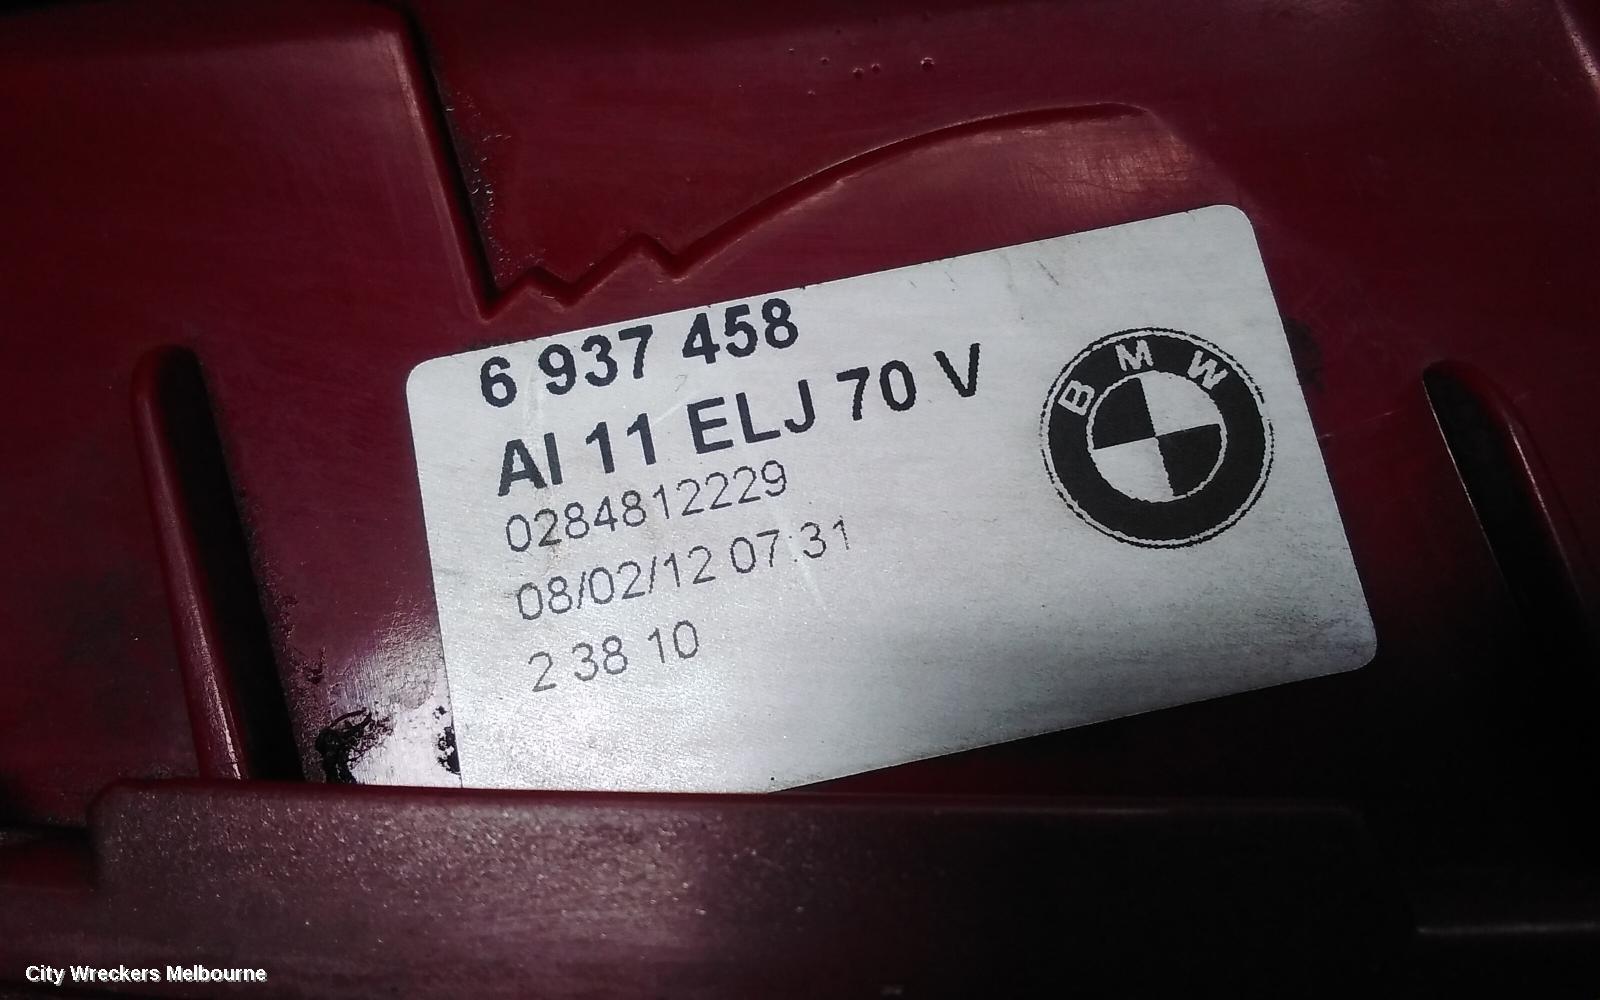 6 937 458
AI 11 ELJ 70 V
0284812229
08/02/12 07:31
2 38 10
BMW
City Wreckers Melbourne